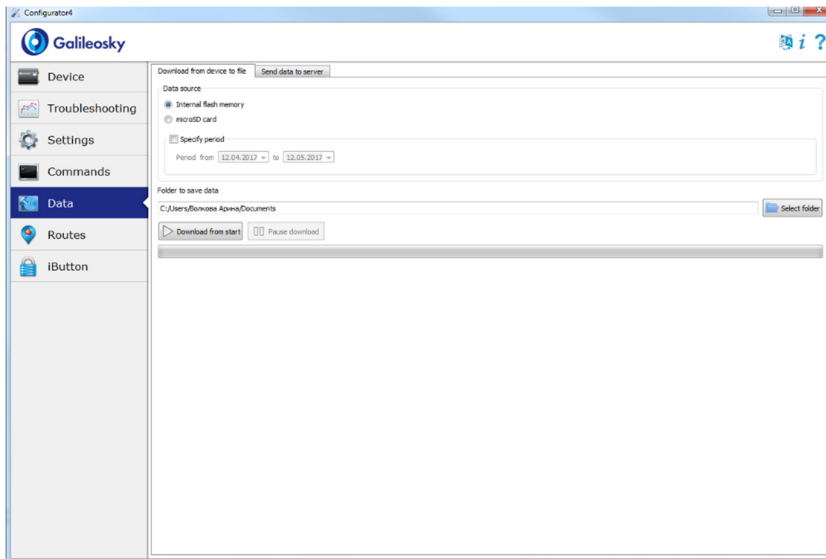 Configurator4
Galileosky
Device
Troubleshooting
Settings
Commands
Data
Routes
iButton
Download from device to file
Send data to server
Data source
Internal flash memory
microSD card
Specify period
Period from 12.04.2017 to 12.05.2017
Folder to save data
C:/Users/Волкова Арина/Documents
Select folder
Download from start
Pause download